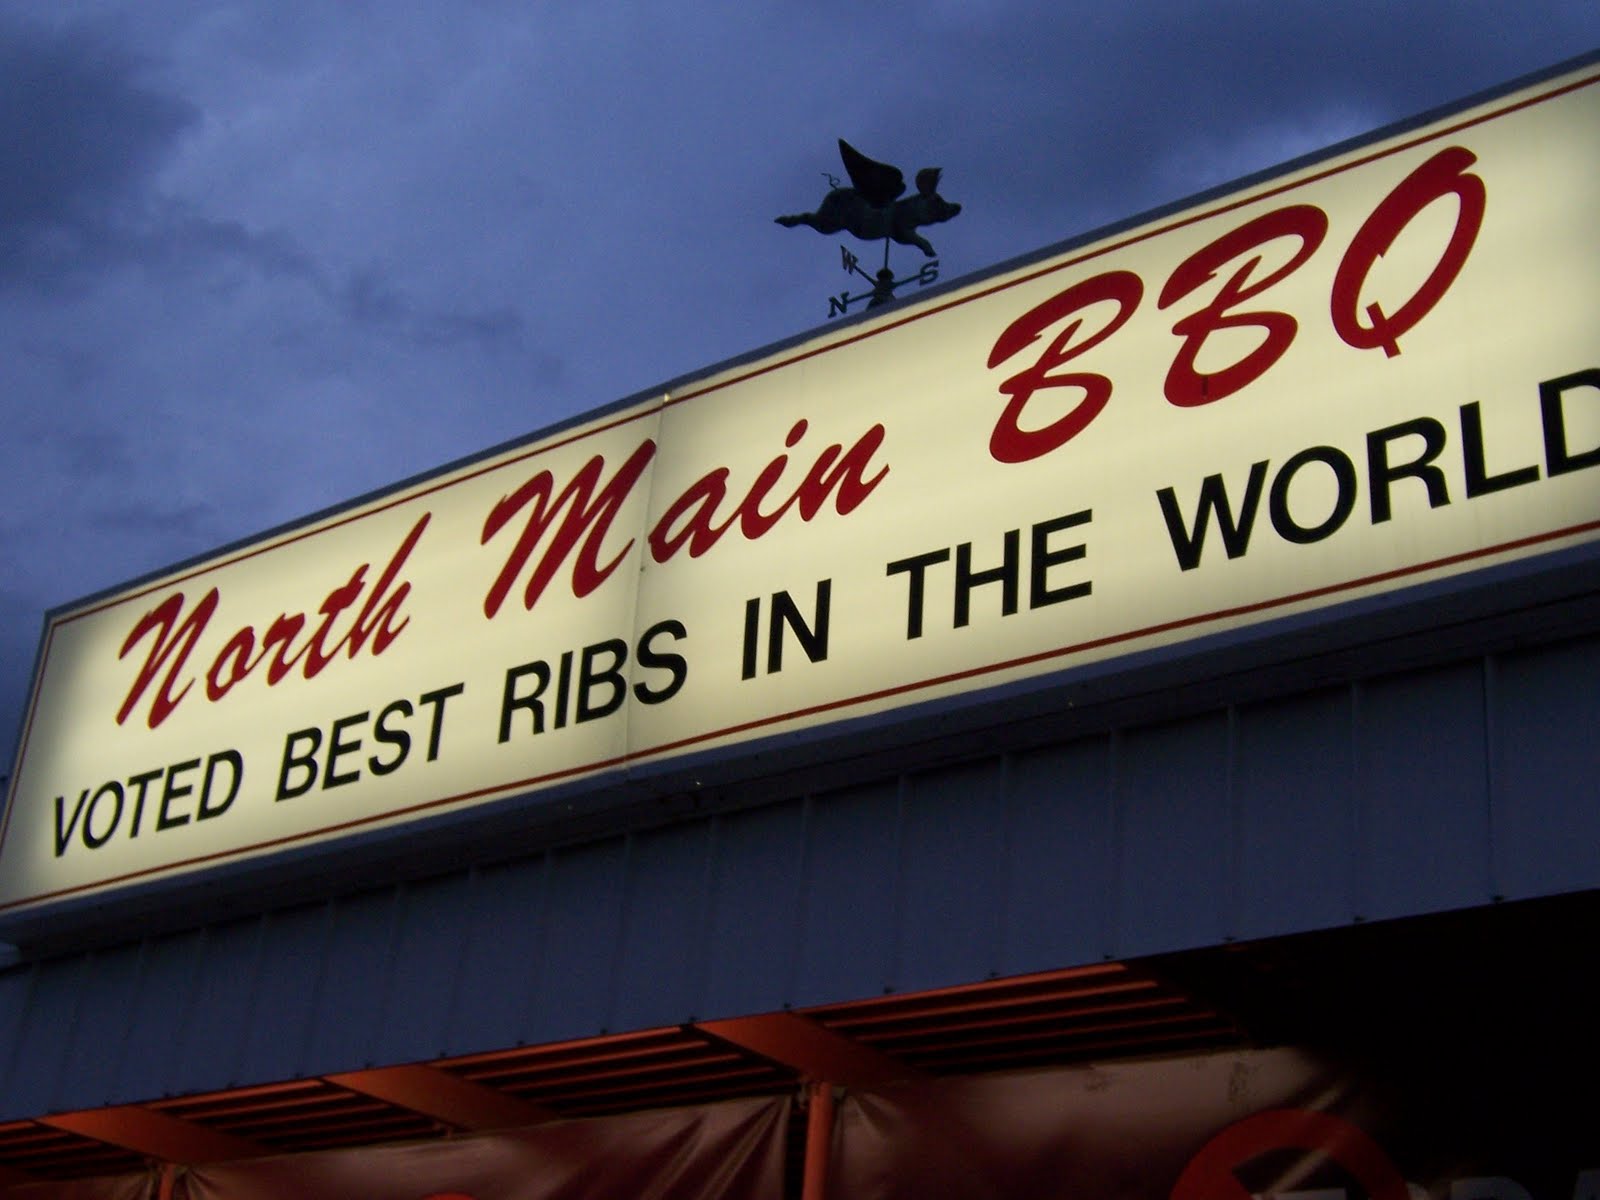 W S
N
North Main BBQ
VOTED BEST RIBS IN THE WORLD